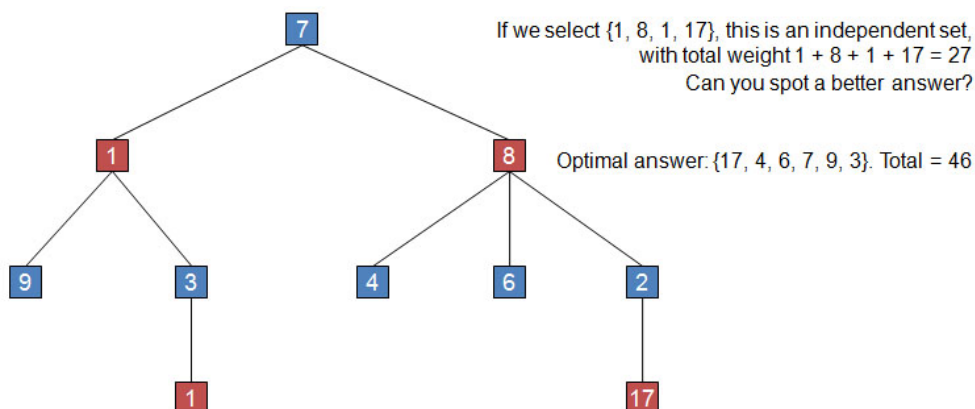 7
If we select {1, 8, 1, 17}, this is an independent set,
with total weight 1 + 8 + 1 + 17 = 27
Can you spot a better answer?
1
8
Optimal answer: {17, 4, 6, 7, 9, 3}. Total = 46
9
3
4
6
2
1
17